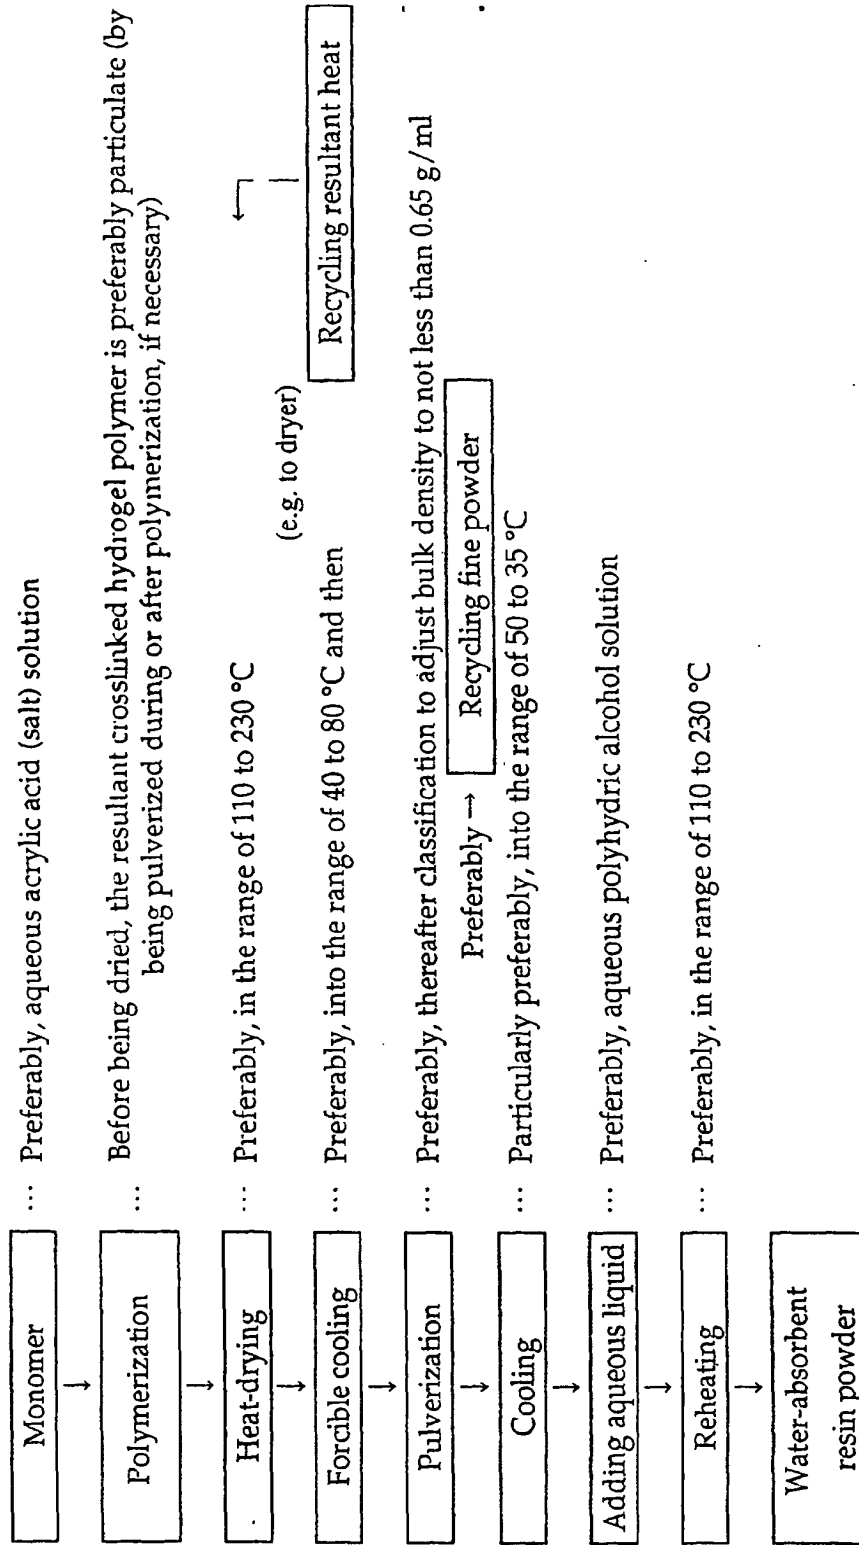 Monomer
… Preferably, aqueous acrylic acid (salt) solution
↓
Polymerization
… Before being dried, the resultant crosslinked hydrogel polymer is preferably particulate (by
being pulverized during or after polymerization, if necessary)
↓
Heat-drying
… Preferably, in the range of 110 to 230 °C
↓
(e.g. to dryer)
Recycling resultant heat
Forcible cooling
… Preferably, into the range of 40 to 80 °C and then
↓
Pulverization
… Preferably, thereafter classification to adjust bulk density to not less than 0.65 g/ml
↓
Preferably →
Recycling fine powder
Cooling
… Particularly preferably, into the range of 50 to 35 °C
↓
Adding aqueous liquid
… Preferably, aqueous polyhydric alcohol solution
↓
Reheating
… Preferably, in the range of 110 to 230 °C
↓
Water-absorbent
resin powder